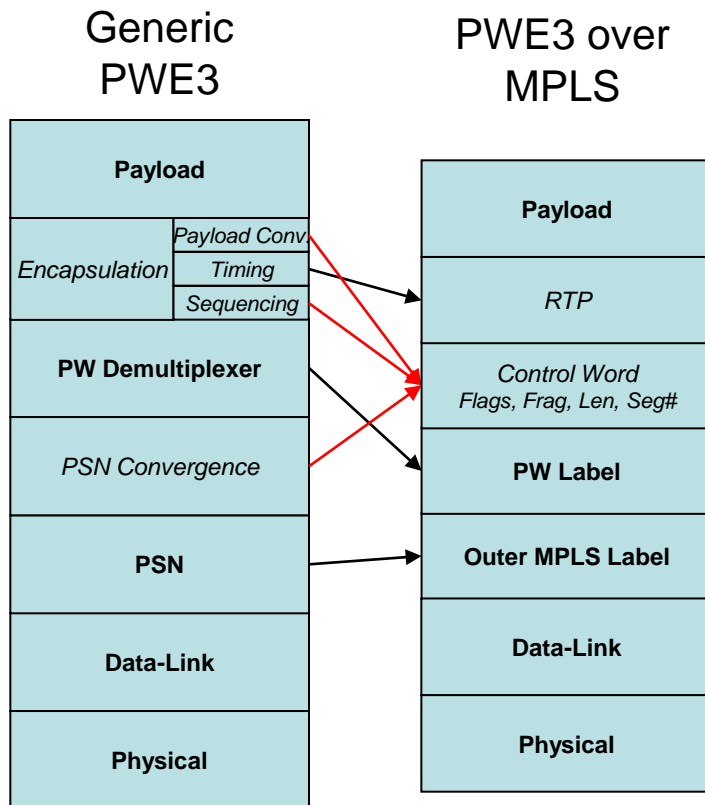 Generic
PWE3
Payload
Encapsulation
Payload Conv.
Timing
Sequencing
PW Demultiplexer
PSN Convergence
PSN
Data-Link
Physical
PWE3 over
MPLS
Payload
RTP
Control Word
Flags, Frag, Len, Seg#
PW Label
Outer MPLS Label
Data-Link
Physical